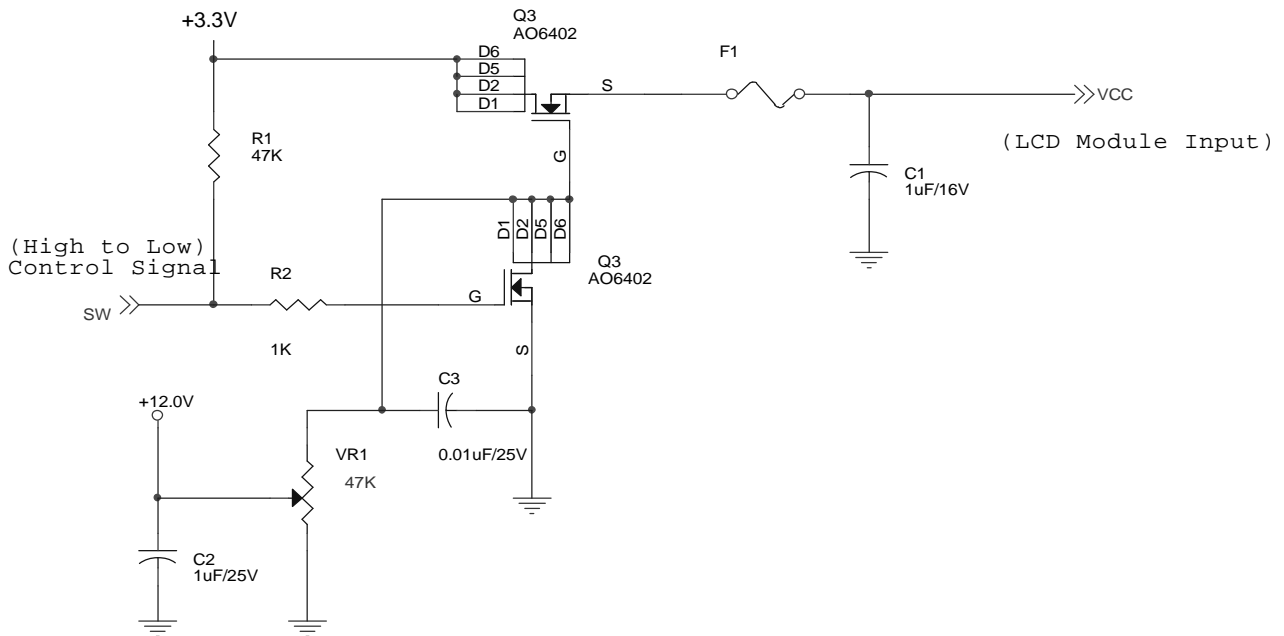 +3.3V
Q3
AO6402
D6
D5
D2
D1
S
F1
VCC
(LCD Module Input)
R1
47K
G
C1
1uF/16V
D1
D2
D5
D6
(High to Low)
Control Signal
SW
R2
1K
G
Q3
AO6402
S
C3
0.01uF/25V
+12.0V
VR1
47K
C2
1uF/25V